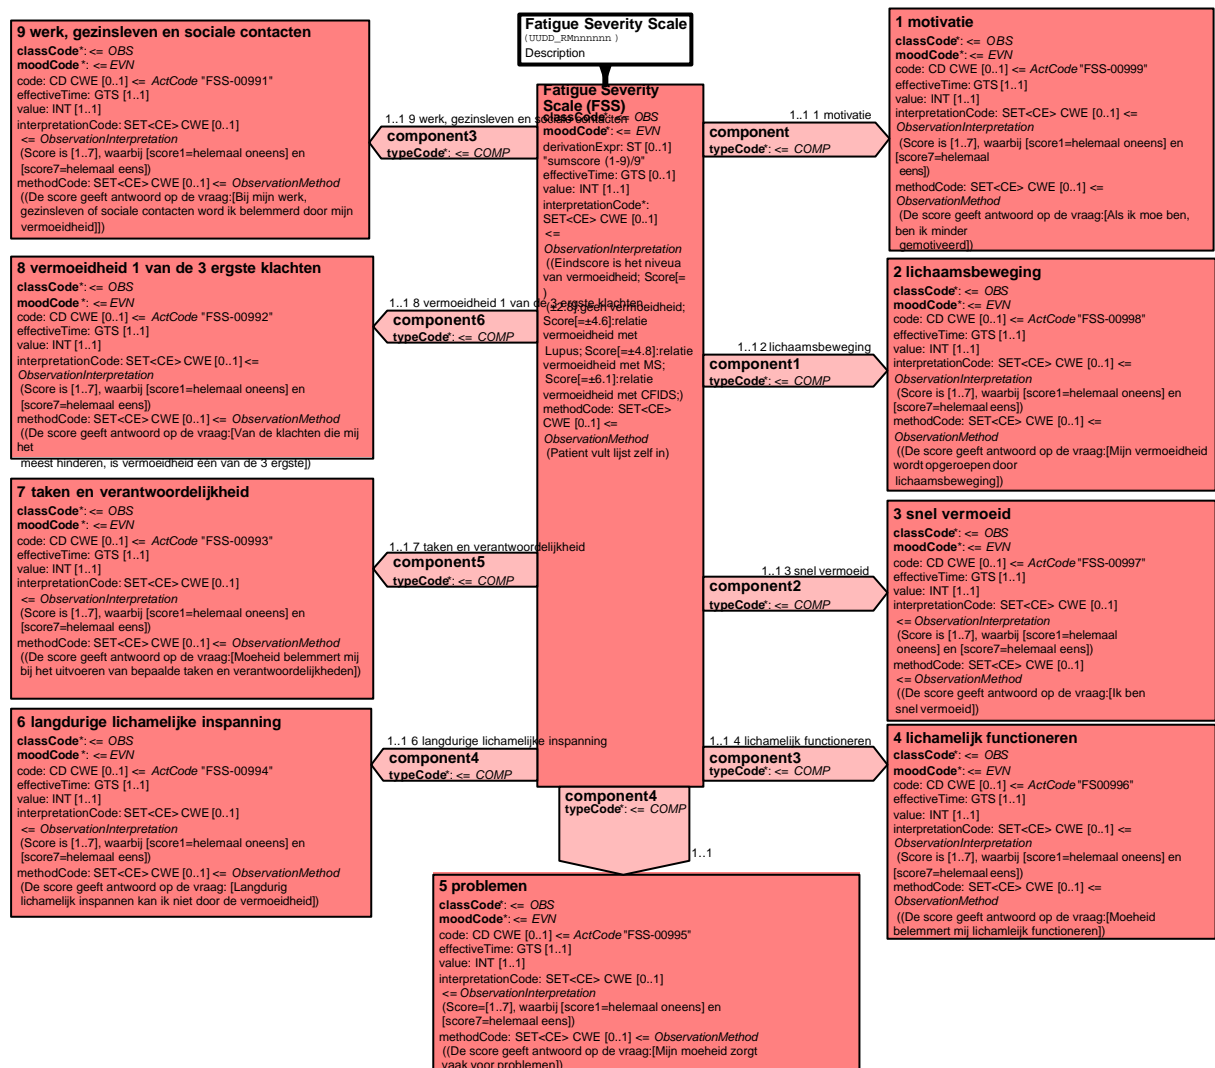 Fatigue Severity Scale
(UUDD_RMnnnnnn )
Description
9 werk, gezinsleven en sociale contacten
classCode*: <= OBS
moodCode*: <= EVN
code: CD CWE [0..1] <= ActCode "FSS-00991"
effectiveTime: GTS [1..1]
value: INT [1..1]
interpretationCode: SET<CE> CWE [0..1]
<= ObservationInterpretation
(Score is [1..7], waarbij [score1=helemaal oneens] en
[score7=helemaal eens])
methodCode: SET<CE> CWE [0..1] <= ObservationMethod
((De score geeft antwoord op de vraag:[Bij mijn werk,
gezinsleven of sociale contacten word ik belemmerd door mijn
vermoeidheid]])
1..1 9 werk, gezinsleven en sociale contacten
component3
typeCode*: <= COMP
8 vermoeidheid 1 van de 3 ergste klachten
classCode*: <= OBS
moodCode*: <= EVN
code: CD CWE [0..1] <= ActCode "FSS-00992"
effectiveTime: GTS [1..1]
value: INT [1..1]
interpretationCode: SET<CE> CWE [0..1] <=
ObservationInterpretation
(Score is [1..7], waarbij [score1=helemaal oneens] en
[score7=helemaal eens])
methodCode: SET<CE> CWE [0..1] <= ObservationMethod
((De score geeft antwoord op de vraag:[Van de klachten die mij
het
meest hinderen, is vermoeidheid een van de 3 ergste])
1..1 8 vermoeidheid 1 van de 3 ergste klachten
component6
typeCode*: <= COMP
7 taken en verantwoordelijkheid
classCode*: <= OBS
moodCode*: <= EVN
code: CD CWE [0..1] <= ActCode "FSS-00993"
effectiveTime: GTS [1..1]
value: INT [1..1]
interpretationCode: SET<CE> CWE [0..1]
<= ObservationInterpretation
(Score is [1..7], waarbij [score1=helemaal oneens] en
[score7=helemaal eens])
methodCode: SET<CE> CWE [0..1] <= ObservationMethod
((De score geeft antwoord op de vraag:[Moeheid belemmert mij
bij het uitvoeren van bepaalde taken en verantwoordelijkheden])
1..1 7 taken en verantwoordelijkheid
component5
typeCode*: <= COMP
6 langdurige lichamelijke inspanning
classCode*: <= OBS
moodCode*: <= EVN
code: CD CWE [0..1] <= ActCode "FSS-00994"
effectiveTime: GTS [1..1]
value: INT [1..1]
interpretationCode: SET<CE> CWE [0..1]
<= ObservationInterpretation
(Score is [1..7], waarbij [score1=helemaal oneens] en
[score7=helemaal eens])
methodCode: SET<CE> CWE [0..1] <= ObservationMethod
(De score geeft antwoord op de vraag: [Langdurig
lichamelijk inspannen kan ik niet door de vermoeidheid])
1..1 6 langdurige lichamelijke inspanning
component4
typeCode*: <= COMP
Fatigue Severity
Scale (FSS)
classCode*: <= OBS
moodCode*: <= EVN
derivationExpr: ST [0..1]
"sumscore (1-9)/9"
effectiveTime: GTS [0..1]
value: INT [1..1]
interpretationCode*:
SET<CE> CWE [0..1]
<=
ObservationInterpretation
((Eindscore is het niveua
van vermoeidheid; Score[=
)
(±2.8]:geen vermoeidheid;
Score[=±4.6]:relatie
vermoeidheid met
Lupus; Score[=±4.8]:relatie
vermoeidheid met MS;
Score[=±6.1]:relatie
vermoeidheid met CFIDS;)
methodCode: SET<CE>
CWE [0..1] <=
ObservationMethod
(Patient vult lijst zelf in)
1..1 1 motivatie
component
typeCode*: <= COMP
1 motivatie
classCode*: <= OBS
moodCode*: <= EVN
code: CD CWE [0..1] <= ActCode "FSS-00999"
effectiveTime: GTS [1..1]
value: INT [1..1]
interpretationCode: SET<CE> CWE [0..1] <=
ObservationInterpretation
(Score is [1..7], waarbij [score1=helemaal oneens] en
[score7=helemaal
eens])
methodCode: SET<CE> CWE [0..1] <=
ObservationMethod
(De score geeft antwoord op de vraag:[Als ik moe ben,
ben ik minder
gemotiveerd])
1..1 2 lichaamsbeweging
component1
typeCode*: <= COMP
2 lichaamsbeweging
classCode*: <= OBS
moodCode*: <= EVN
code: CD CWE [0..1] <= ActCode "FSS-00998"
effectiveTime: GTS [1..1]
value: INT [1..1]
interpretationCode: SET<CE> CWE [0..1] <=
ObservationInterpretation
(Score is [1..7], waarbij [score1=helemaal oneens] en
[score7=helemaal eens])
methodCode: SET<CE> CWE [0..1] <=
ObservationMethod
((De score geeft antwoord op de vraag:[Mijn vermoeidheid
wordt opgeroepen door
lichaamsbeweging])
1..1 3 snel vermoeid
component2
typeCode*: <= COMP
3 snel vermoeid
classCode*: <= OBS
moodCode*: <= EVN
code: CD CWE [0..1] <= ActCode "FSS-00997"
effectiveTime: GTS [1..1]
value: INT [1..1]
interpretationCode: SET<CE> CWE [0..1]
<= ObservationInterpretation
(Score is [1..7], waarbij [score1=helemaal
oneens] en [score7=helemaal eens])
methodCode: SET<CE> CWE [0..1]
<= ObservationMethod
((De score geeft antwoord op de vraag:[Ik ben
snel vermoeid])
1..1 4 lichamelijk functioneren
component3
typeCode*: <= COMP
4 lichamelijk functioneren
classCode*: <= OBS
moodCode*: <= EVN
code: CD CWE [0..1] <= ActCode "FS00996"
effectiveTime: GTS [1..1]
value: INT [1..1]
interpretationCode: SET<CE> CWE [0..1] <=
ObservationInterpretation
(Score is [1..7], waarbij [score1=helemaal oneens] en
[score7=helemaal eens])
methodCode: SET<CE> CWE [0..1] <=
ObservationMethod
((De score geeft antwoord op de vraag:[Moeheid
belemmert mij lichamleijk functioneren])
component4
typeCode*: <= COMP
1..1
5 problemen
classCode*: <= OBS
moodCode*: <= EVN
code: CD CWE [0..1] <= ActCode "FSS-00995"
effectiveTime: GTS [1..1]
value: INT [1..1]
interpretationCode: SET<CE> CWE [0..1]
<= ObservationInterpretation
(Score=[1..7], waarbij [score1=helemaal oneens] en
[score7=helemaal eens])
methodCode: SET<CE> CWE [0..1] <= ObservationMethod
((De score geeft antwoord op de vraag:[Mijn moeheid zorgt
vaak voor problemen])